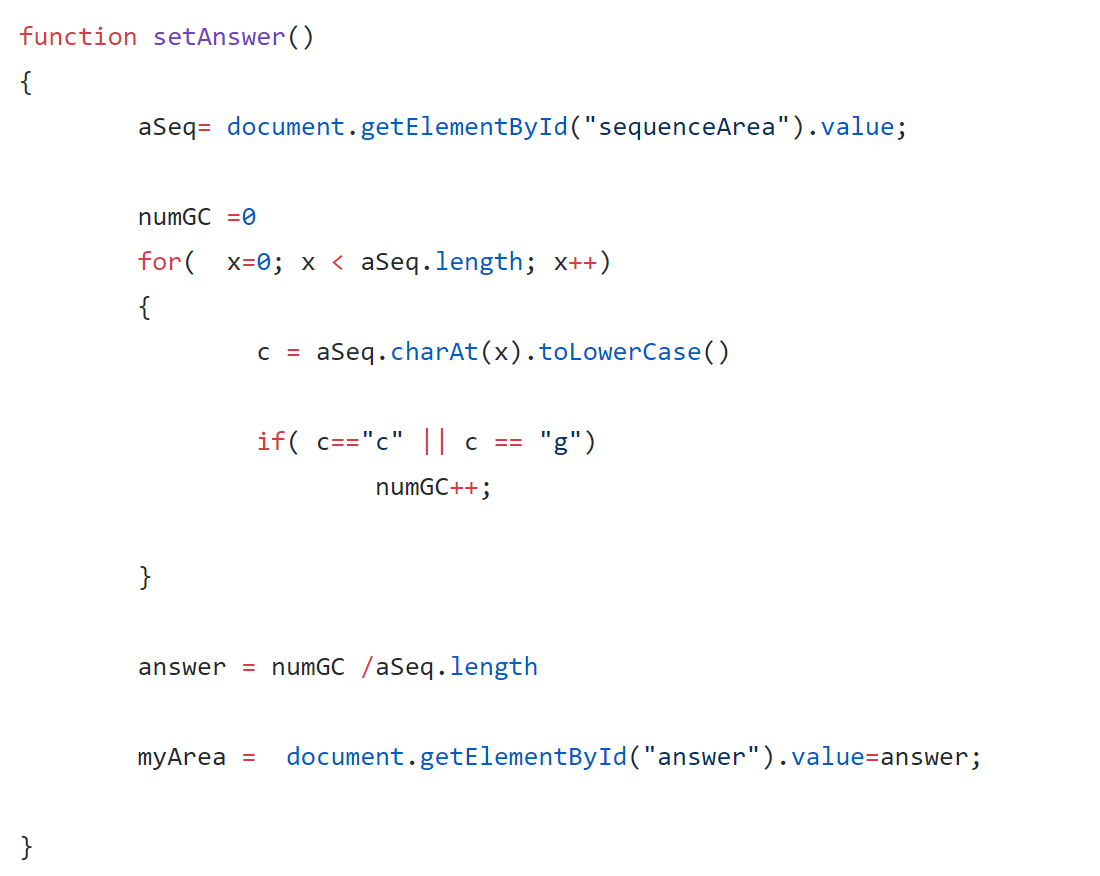 function setAnswer()
{
aSeq= document.getElementById("sequenceArea").value;
numGC =0
for(  x=0; x < aSeq.length; x++)
{
c = aSeq.charAt(x).toLowerCase()
if( c=="c" || c == "g")
numGC++;
}
answer = numGC /aSeq.length
myArea =  document.getElementById("answer").value=answer;
}